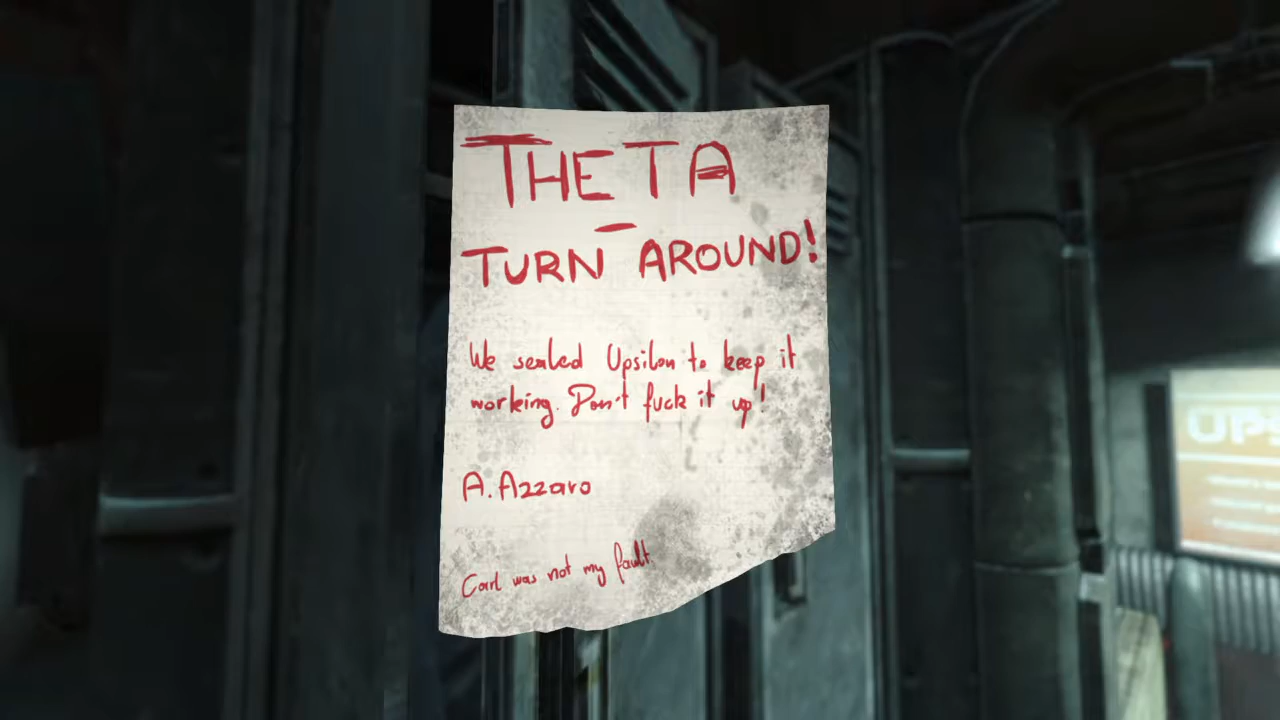 THETA
-
TURN AROUND!
We sealed Upsilon to keep it
working. Don't fuck it up!
A. Azzaro
Carl was not my fault.
UPS